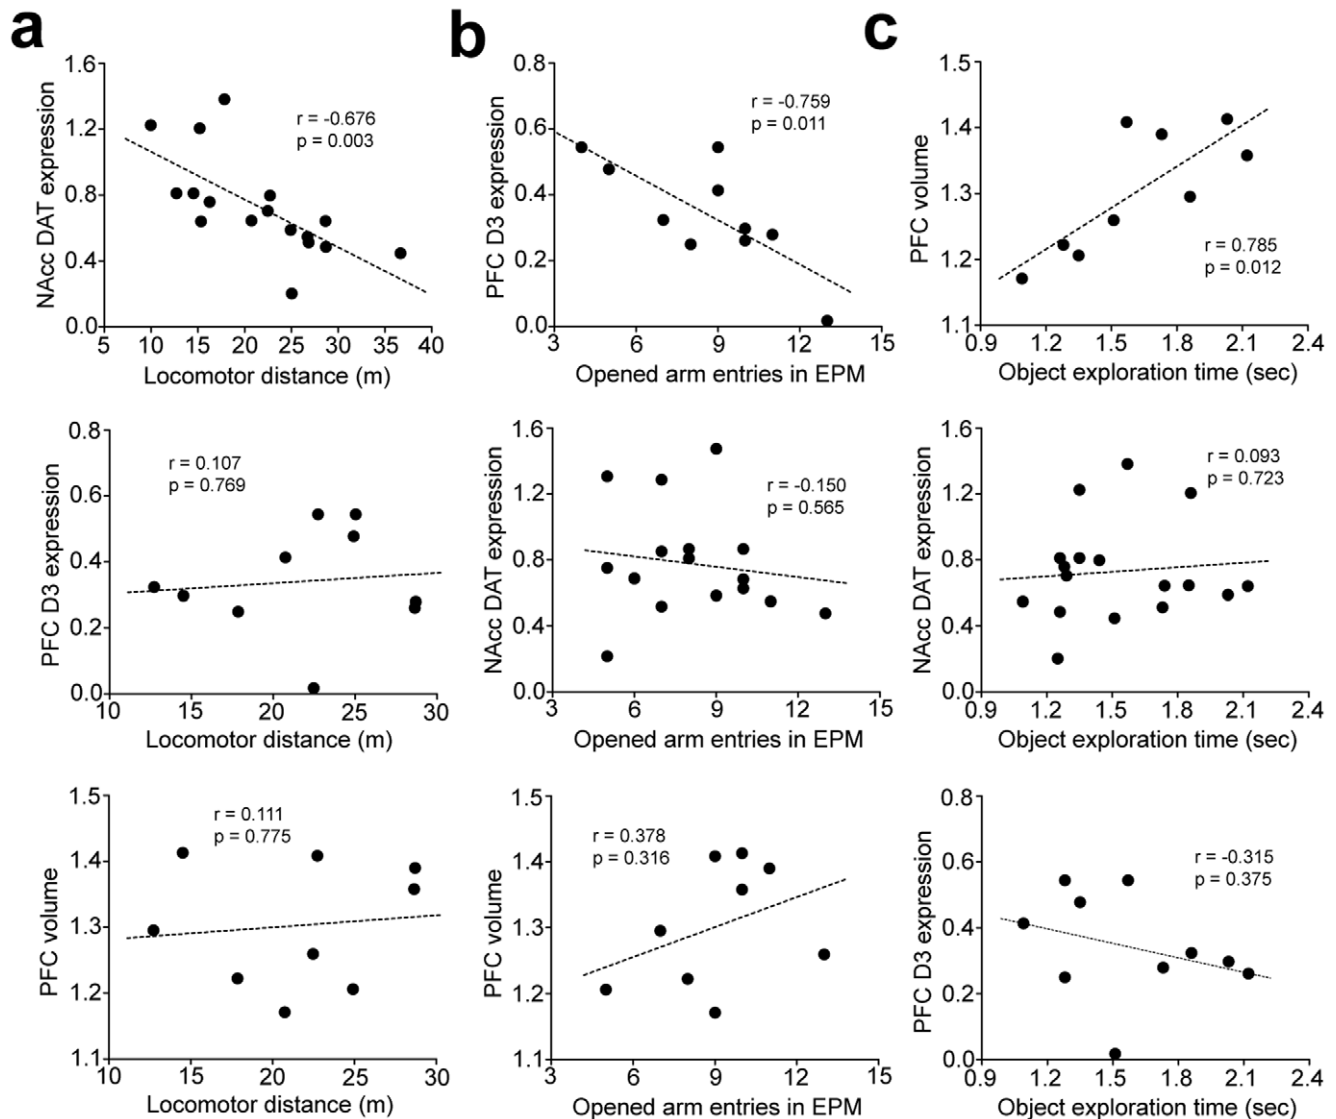 a
b
c
NAcc DAT expression
1.6
1.2
0.8
0.4
0.0
r = -0.676
p = 0.003
5 10 15 20 25 30 35 40
Locomotor distance (m)
PFC D3 expression
0.8
0.6
0.4
0.2
0.0
r = -0.759
p = 0.011
3 6 9 12 15
Opened arm entries in EPM
PFC volume
1.5
1.4
1.3
1.2
1.1
r = 0.785
p = 0.012
0.9 1.2 1.5 1.8 2.1 2.4
Object exploration time (sec)
PFC D3 expression
0.8
0.6
0.4
0.2
0.0
r = 0.107
p = 0.769
10 15 20 25 30
Locomotor distance (m)
NAcc DAT expression
1.6
1.2
0.8
0.4
0.0
r = -0.150
p = 0.565
3 6 9 12 15
Opened arm entries in EPM
NAcc DAT expression
1.6
1.2
0.8
0.4
0.0
r = 0.093
p = 0.723
0.9 1.2 1.5 1.8 2.1 2.4
Object exploration time (sec)
PFC volume
1.5
1.4
1.3
1.2
1.1
r = 0.111
p = 0.775
10 15 20 25 30
Locomotor distance (m)
PFC volume
1.5
1.4
1.3
1.2
1.1
r = 0.378
p = 0.316
3 6 9 12 15
Opened arm entries in EPM
PFC D3 expression
0.8
0.6
0.4
0.2
0.0
r = -0.315
p = 0.375
0.9 1.2 1.5 1.8 2.1 2.4
Object exploration time (sec)